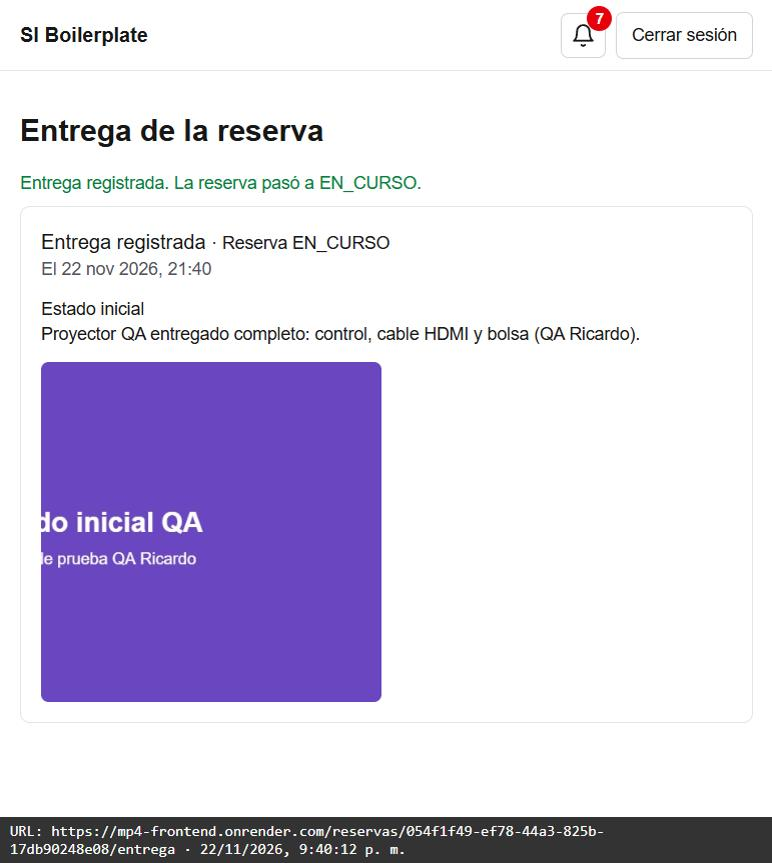 SI Boilerplate
7
Cerrar sesión
Entrega de la reserva
Entrega registrada. La reserva pasó a EN_CURSO.
Entrega registrada · Reserva EN_CURSO
El 22 nov 2026, 21:40
Estado inicial
Proyector QA entregado completo: control, cable HDMI y bolsa (QA Ricardo).
do inicial QA
de prueba QA Ricardo
URL: https://mp4-frontend.onrender.com/reservas/054f1f49-ef78-44a3-825b-
17db90248e08/entrega · 22/11/2026, 9:40:12 p. m.